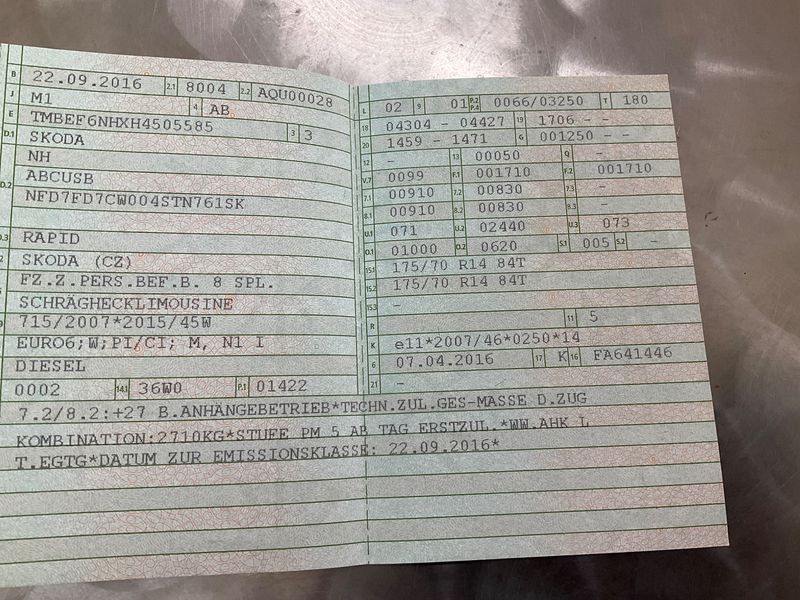 B 22.09.2016 2.1 8004 2.2 AQU00028
J M1 4 AB
E TMBEF6NHXH4505585 3 3
D.1 SKODA
NH
D.2 ABCUSB
NFD7FD7CW004STN761SK
D.3 RAPID
2 SKODA (CZ)
FZ.Z.PERS.BEF.B. 8 SPL.
SCHRÄGHECKLIMOUSINE
715/2007*2015/45W
EURO6;W;PI/CI; M, N1 I
DIESEL
0002 14.1 36W0 P.1 01422
L 02 9 01 P.2 P.4 0066/03250 T 180
18 04304 - 04427 19 1706 - -
20 1459 - 1471 G 001250 - -
12 - 13 00050 Q -
V.7 0099 F.1 001710 F.2 001710
7.1 00910 7.2 00830 7.3 -
8.1 00910 8.2 00830 8.3 -
U.1 071 U.2 02440 U.3 073
O.1 01000 O.2 0620 S.1 005 S.2 -
15.1 175/70 R14 84T
15.2 175/70 R14 84T
15.3 -
R 11 5
K e11*2007/46*0250*14
6 07.04.2016 17 K 16 FA641446
21 -
7.2/8.2:+27 B.ANHÄNGEBETRIEB*TECHN.ZUL.GES-MASSE D.ZUG
KOMBINATION:2710KG*STUFE PM 5 AB TAG ERSTZUL.*WW.AHK L
T.EGTG*DATUM ZUR EMISSIONSKLASSE: 22.09.2016*